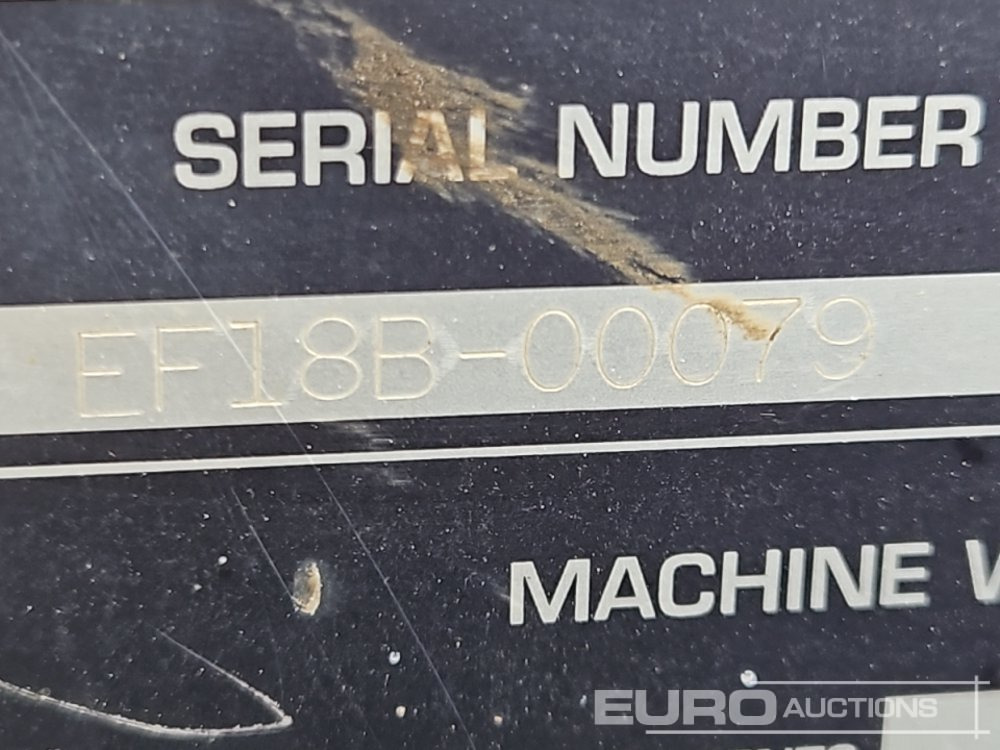 SERIAL NUMBER
EF18B-00079
MACHINE
EURO AUCTIONS